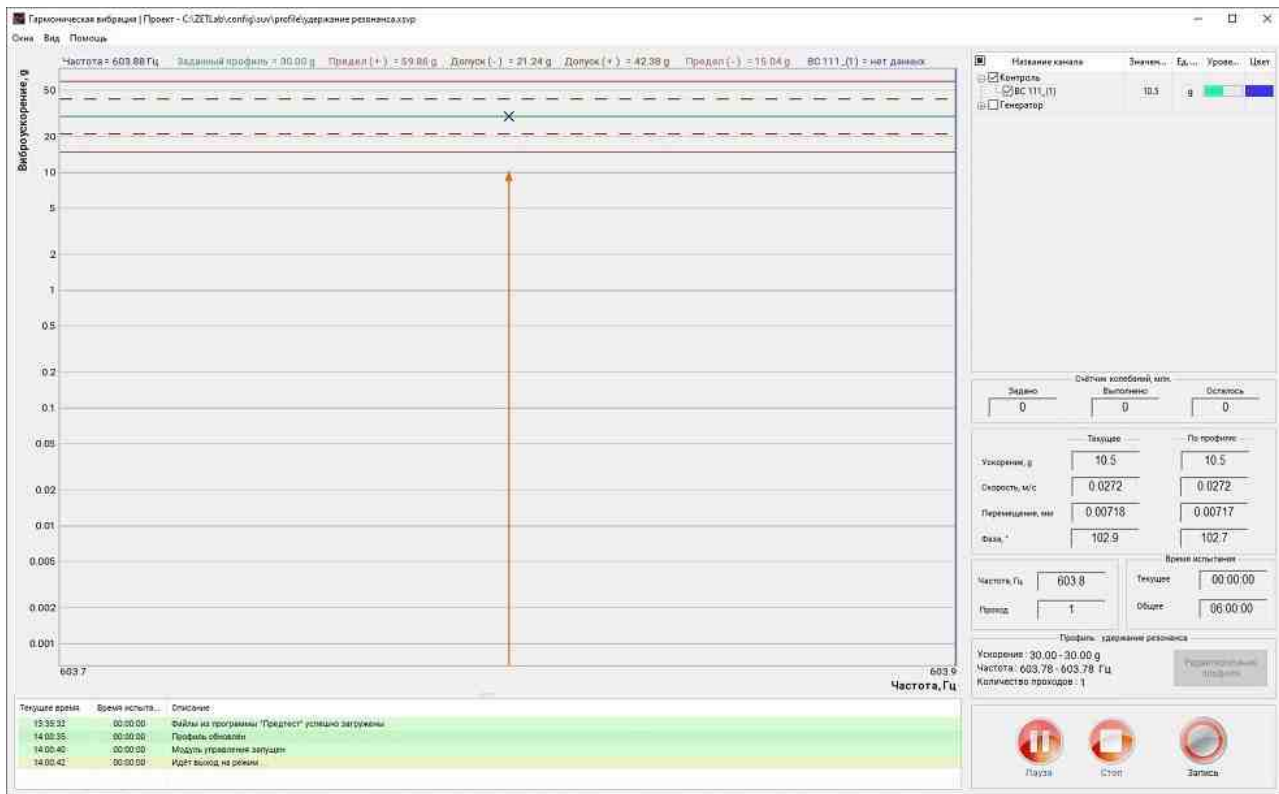 Гармоническая вибрация | Проект - C:\ZETLab\config\suv\profile\удержание резонанса.xsvp
Окна Вид Помощь
Частота = 603.88 Гц Заданный профиль = 30.00 g Предел (+) = 59.86 g Допуск (-) = 21.24 g Допуск (+) = 42.38 g Предел (-) = 15.04 g ВС 111_(1) = нет данных
Виброускорение, g
50
20
10
5
2
1
0.5
0.2
0.1
0.05
0.02
0.01
0.005
0.002
0.001
603.7 603.9
Частота, Гц
Название канала Значен... Ед.... Урове... Цвет
Контроль
ВС 111_(1) 10.5 g
Генератор
Счётчик колебаний, млн.
Задано Выполнено Осталось
0 0 0
Текущее По профилю
Ускорение, g 10.5 10.5
Скорость, м/с 0.0272 0.0272
Перемещение, мм 0.00718 0.00717
Фаза, ° 102.9 102.7
Время испытания
Частота, Гц 603.8 Текущее 00:00:00
Проход 1 Общее 06:00:00
Профиль: удержание резонанса
Ускорение : 30.00 - 30.00 g
Частота : 603.78 - 603.78 Гц
Количество проходов : 1
Пауза Стоп Запись
Текущее время Время испыта... Описание
00:00:00 Файлы из программы "Предтест" успешно загружены
14:00:35 00:00:00 Профиль обновлён
14:00:40 00:00:00 Модуль управления запущен
14:00:42 00:00:00 Идёт выход на режим